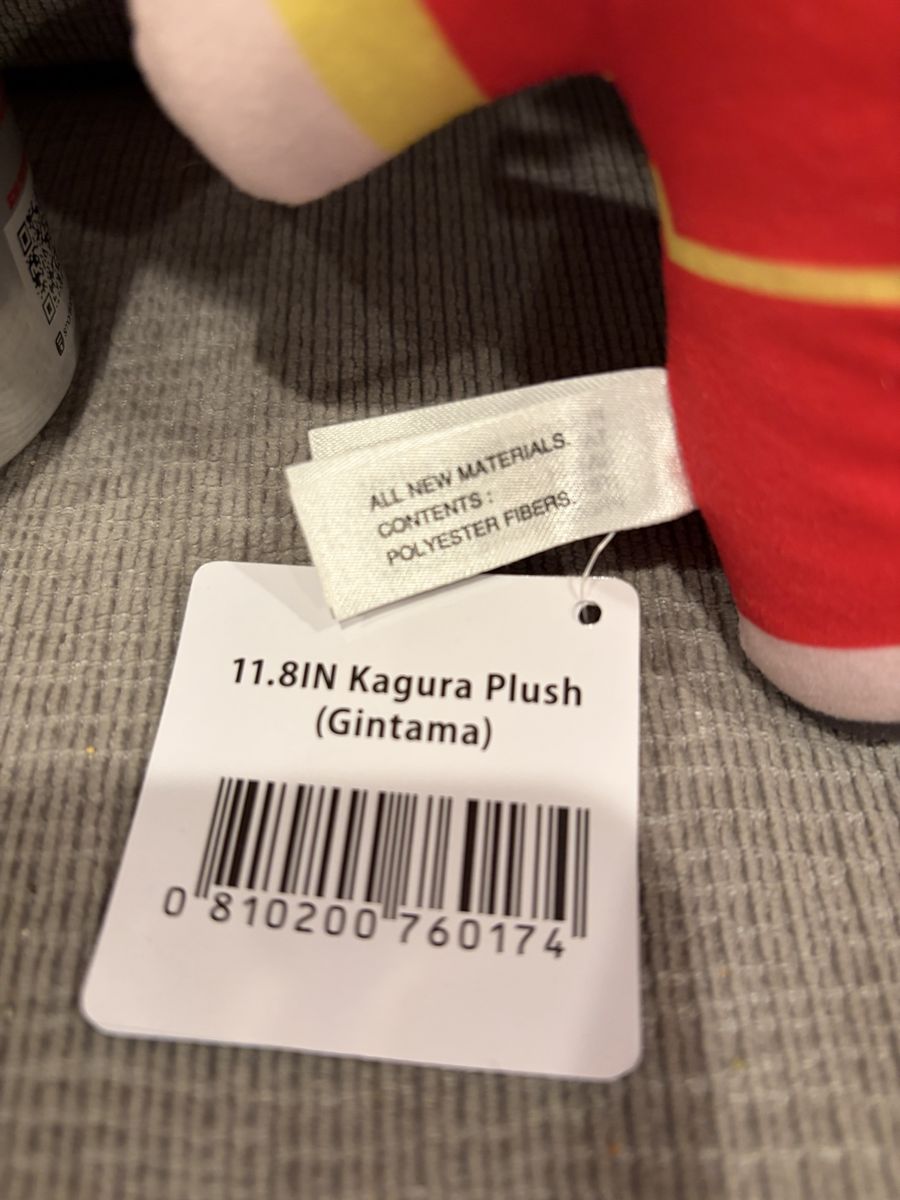 ALL NEW MATERIALS.
CONTENTS :
POLYESTER FIBERS.
11.8IN Kagura Plush
(Gintama)
0 810200 760174